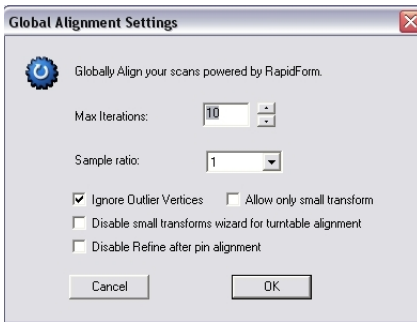 Global Alignment Settings
Globally Align your scans powered by RapidForm.
Max Iterations: 10
Sample ratio: 1
Ignore Outlier Vertices Allow only small transform
Disable small transforms wizard for turntable alignment
Disable Refine after pin alignment
Cancel OK